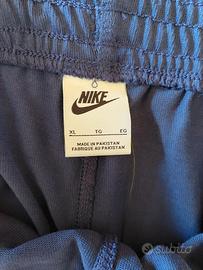 NIKE
XL TG EG
MADE IN PAKISTAN
FABRIQUÉ AU PAKISTAN
subito